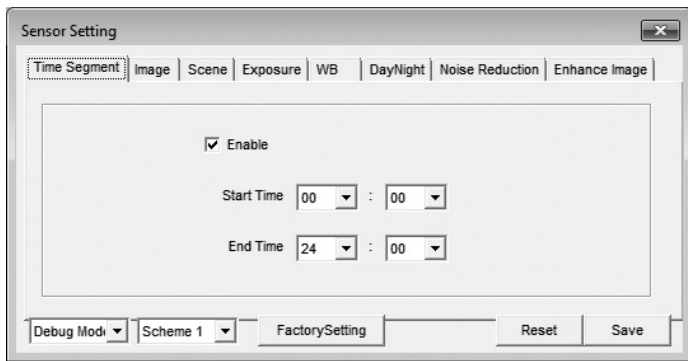 Sensor Setting
Time Segment Image Scene Exposure WB DayNight Noise Reduction Enhance Image
Enable
Start Time 00 : 00
End Time 24 : 00
Debug Mod Scheme 1 FactorySetting Reset Save